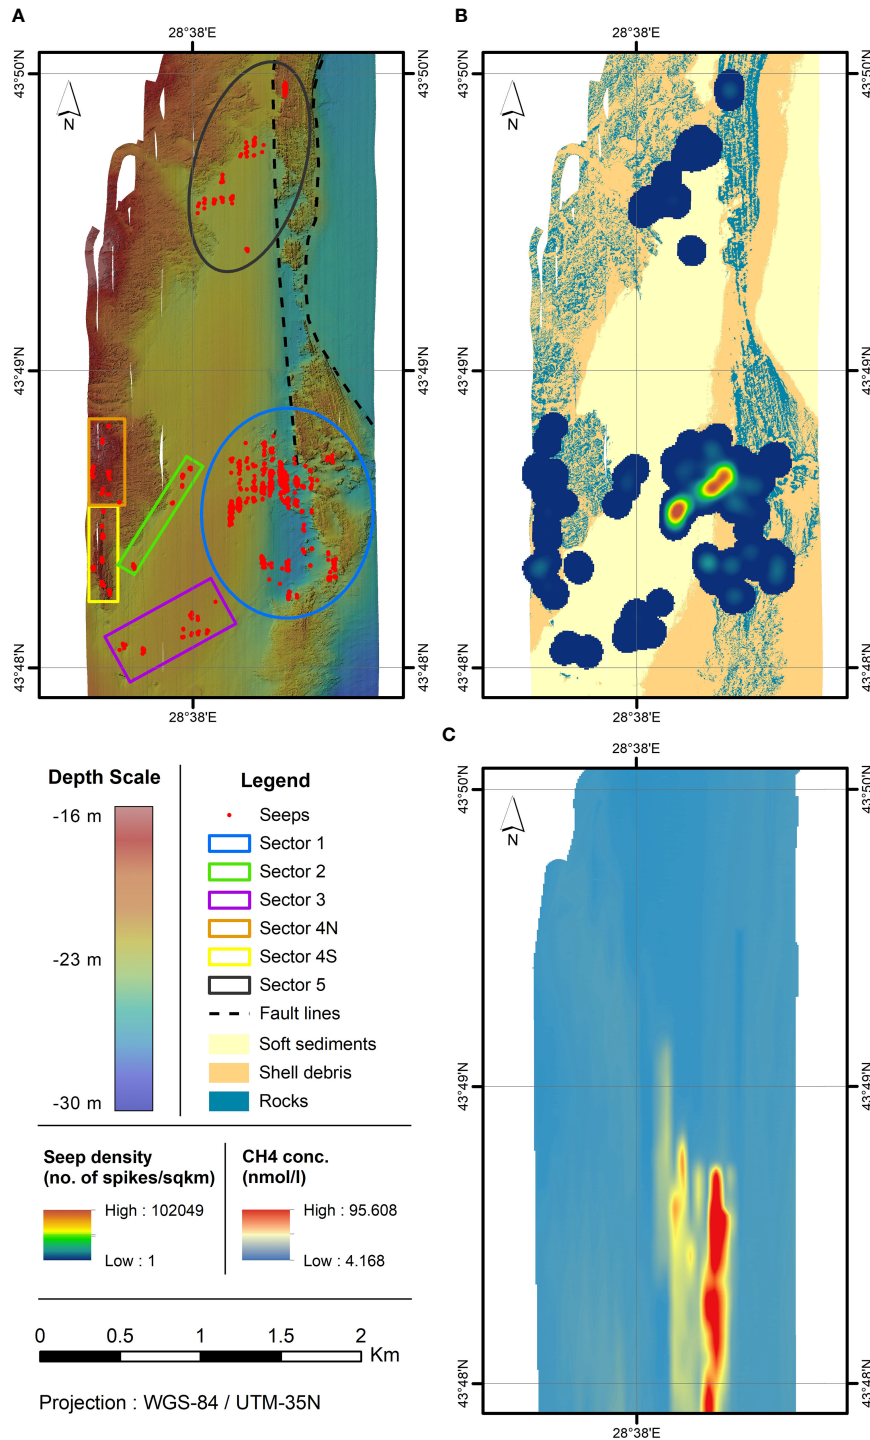 A
28°38'E
43°50'N
43°50'N
N
43°49'N
43°49'N
43°48'N
43°48'N
28°38'E
B
28°38'E
43°50'N
43°50'N
N
43°49'N
43°49'N
43°48'N
43°48'N
28°38'E
C
28°38'E
43°50'N
43°50'N
N
43°49'N
43°49'N
43°48'N
43°48'N
28°38'E
Depth Scale
-16 m
-23 m
-30 m
Legend
Seeps
Sector 1
Sector 2
Sector 3
Sector 4N
Sector 4S
Sector 5
Fault lines
Soft sediments
Shell debris
Rocks
Seep density
(no. of spikes/sqkm)
High : 102049
Low : 1
CH4 conc.
(nmol/l)
High : 95.608
Low : 4.168
0 0.5 1 1.5 2
Km
Projection : WGS-84 / UTM-35N